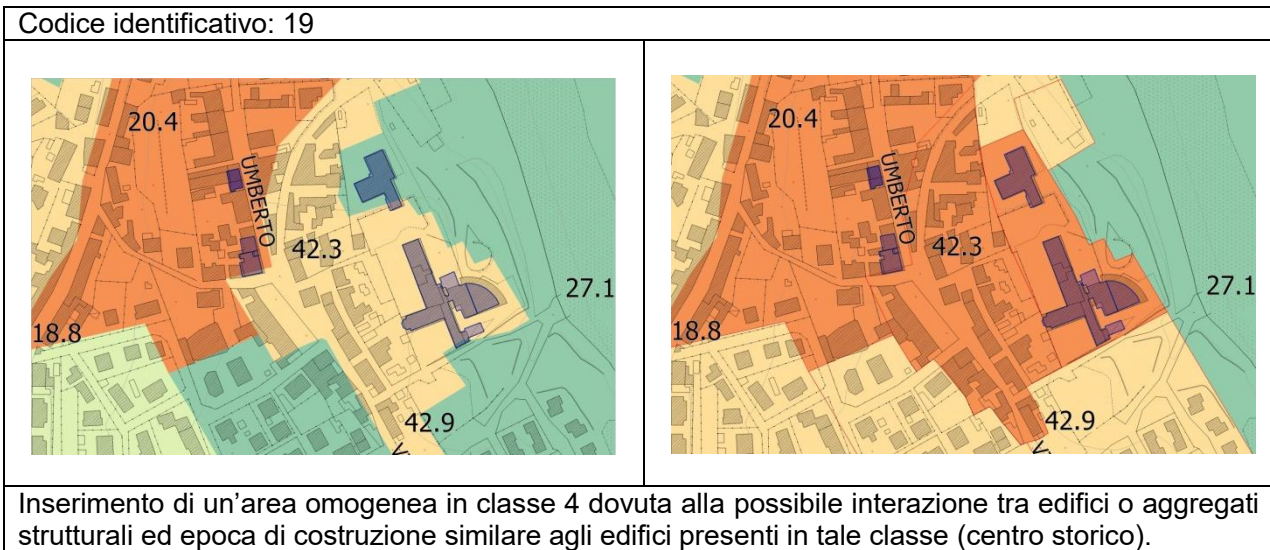 Codice identificativo: 19
20.4
UMBERTO
42.3
27.1
18.8
42.9
V
20.4
UMBERTO
42.3
27.1
18.8
42.9
V
Inserimento di un’area omogenea in classe 4 dovuta alla possibile interazione tra edifici o aggregati
strutturali ed epoca di costruzione similare agli edifici presenti in tale classe (centro storico).